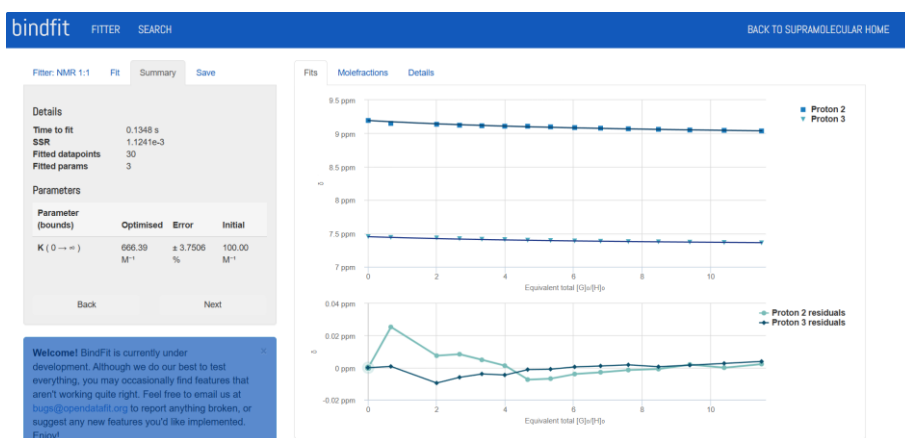 bindfit FITTER SEARCH BACK TO SUPRAMOLECULAR HOME
Fitter: NMR 1:1 Fit Summary Save
Details
Time to fit 0.1348 s
SSR 1.1241e-3
Fitted datapoints 30
Fitted params 3
Parameters
Parameter
(bounds) Optimised Error Initial
K ( 0 → ∞ ) 666.39 ± 3.7506 100.00
M⁻¹ % M⁻¹
Back Next
Welcome! BindFit is currently under ×
development. Although we do our best to test
everything, you may occasionally find features that
aren't working quite right. Feel free to email us at
bugs@opendatafit.org to report anything broken, or
suggest any new features you'd like implemented.
Enjoy!
Fits Molefractions Details
9.5 ppm
9 ppm
8.5 ppm
8 ppm
7.5 ppm
7 ppm
δ
0 2 4 6 8 10
Equivalent total [G]₀/[H]₀
Proton 2
Proton 3
0.04 ppm
0.02 ppm
0 ppm
-0.02 ppm
δ
0 2 4 6 8 10
Equivalent total [G]₀/[H]₀
Proton 2 residuals
Proton 3 residuals